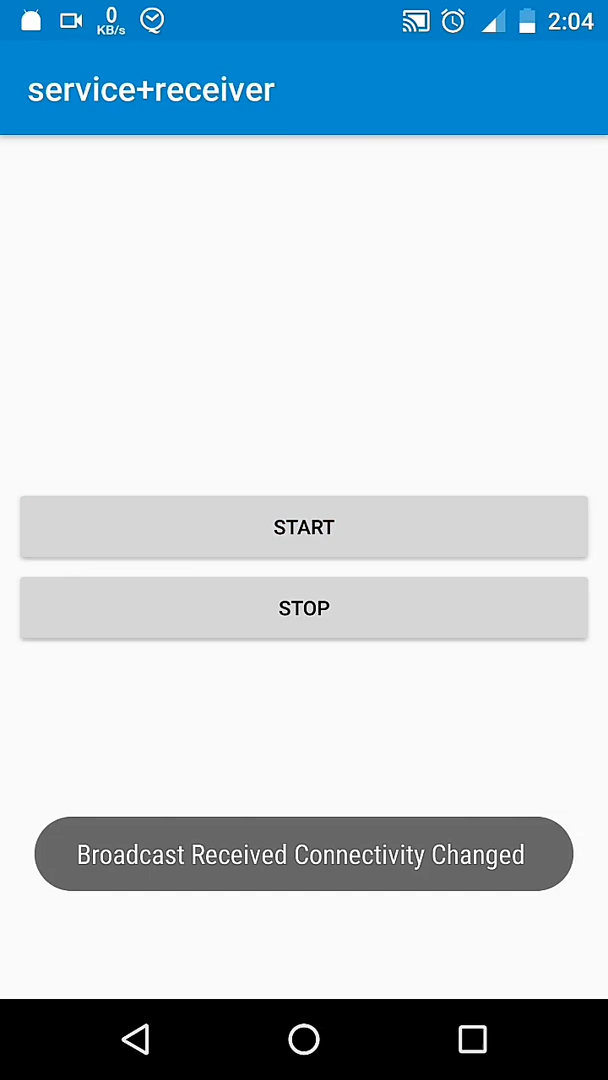 0
KB/s
2:04
service+receiver
START
STOP
Broadcast Received Connectivity Changed